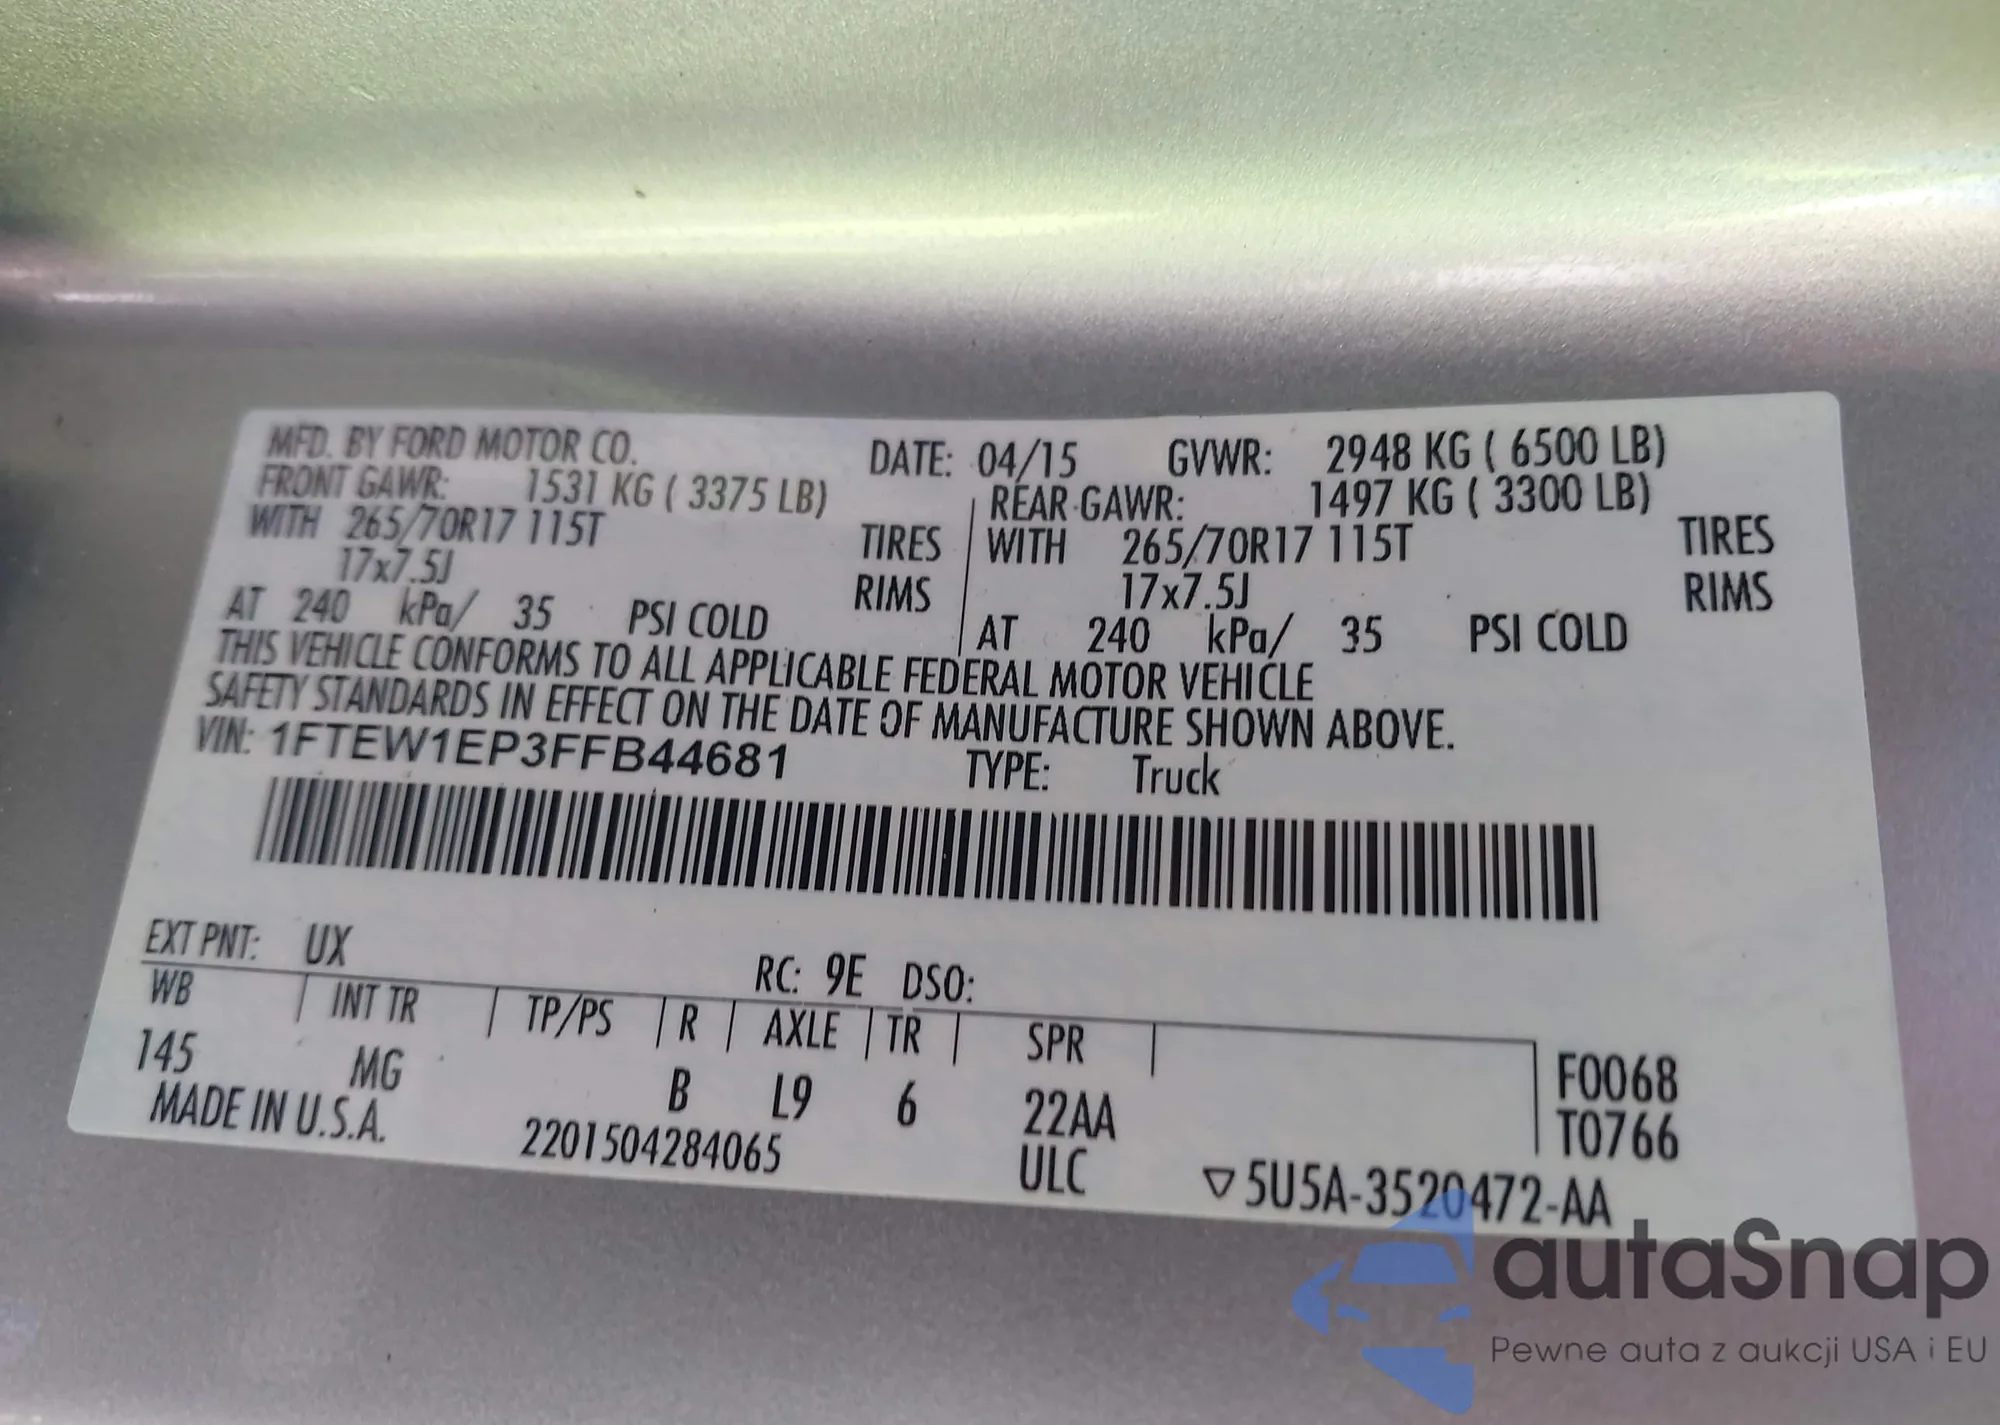 MFD. BY FORD MOTOR CO. DATE: 04/15 GVWR: 2948 KG ( 6500 LB)
FRONT GAWR: 1531 KG ( 3375 LB) REAR GAWR: 1497 KG ( 3300 LB)
WITH 265/70R17 115T TIRES WITH 265/70R17 115T TIRES
17x7.5J RIMS 17x7.5J RIMS
AT 240 kPa/ 35 PSI COLD AT 240 kPa/ 35 PSI COLD
THIS VEHICLE CONFORMS TO ALL APPLICABLE FEDERAL MOTOR VEHICLE
SAFETY STANDARDS IN EFFECT ON THE DATE OF MANUFACTURE SHOWN ABOVE.
VIN: 1FTEW1EP3FFB44681 TYPE: Truck
EXT PNT: UX RC: 9E DSO:
WB INT TR TP/PS R AXLE TR SPR
145 MG B L9 6 22AA F0068
MADE IN U.S.A. 2201504284065 ULC T0766
▽5U5A-3520472-AA
autaSnap
Pewne auta z aukcji USA i EU